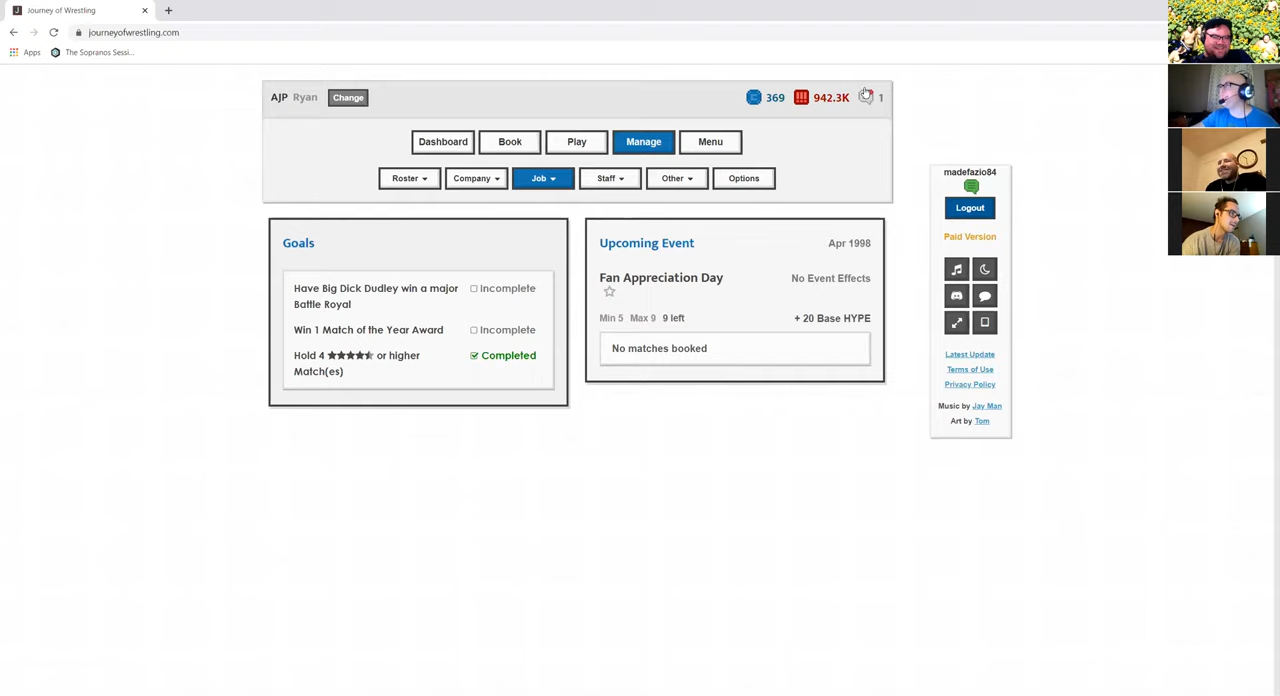 Journey of Wrestling
journeyofwrestling.com
Apps The Sopranos Sessi...
AJP Ryan Change 369 942.3K 1
Dashboard Book Play Manage Menu
Roster Company Job Staff Other Options
Goals
Have Big Dick Dudley win a major Incomplete
Battle Royal
Win 1 Match of the Year Award Incomplete
Hold 4 ★★★★ or higher Completed
Match(es)
Upcoming Event Apr 1998
Fan Appreciation Day No Event Effects
Min 5 Max 9 9 left + 20 Base HYPE
No matches booked
madefazio84
Logout
Paid Version
Latest Update
Terms of Use
Privacy Policy
Music by Jay Man
Art by Tom